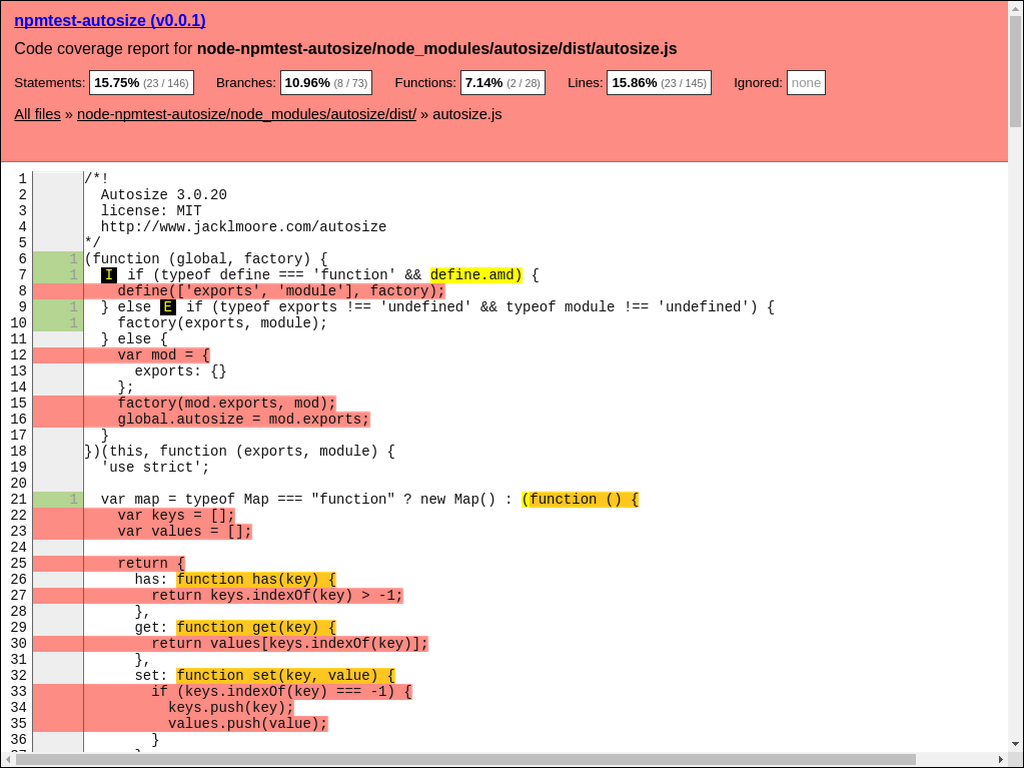 npmtest-autosize (v0.0.1)
Code coverage report for node-npmtest-autosize/node_modules/autosize/dist/autosize.js
Statements: 15.75% (23 / 146) Branches: 10.96% (8 / 73) Functions: 7.14% (2 / 28) Lines: 15.86% (23 / 145) Ignored: none
All files » node-npmtest-autosize/node_modules/autosize/dist/ » autosize.js
1 /*!
2   Autosize 3.0.20
3   license: MIT
4   http://www.jacklmoore.com/autosize
5 */
6 1 (function (global, factory) {
7 1   I if (typeof define === 'function' && define.amd) {
8     define(['exports', 'module'], factory);
9 1   } else E if (typeof exports !== 'undefined' && typeof module !== 'undefined') {
10 1     factory(exports, module);
11   } else {
12     var mod = {
13       exports: {}
14     };
15     factory(mod.exports, mod);
16     global.autosize = mod.exports;
17   }
18 })(this, function (exports, module) {
19   'use strict';
20
21 1   var map = typeof Map === "function" ? new Map() : (function () {
22     var keys = [];
23     var values = [];
24
25     return {
26       has: function has(key) {
27         return keys.indexOf(key) > -1;
28       },
29       get: function get(key) {
30         return values[keys.indexOf(key)];
31       },
32       set: function set(key, value) {
33         if (keys.indexOf(key) === -1) {
34           keys.push(key);
35           values.push(value);
36         }